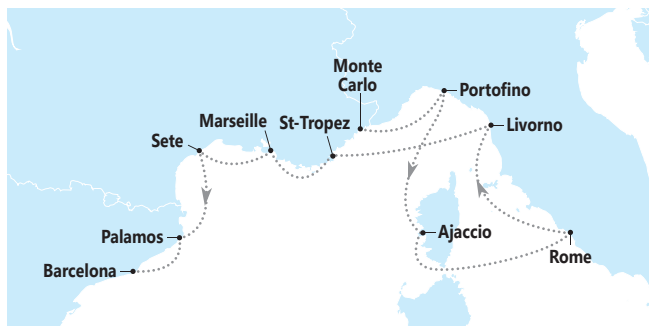 Monte
Carlo
Portofino
Marseille
St-Tropez
Livorno
Sete
Palamos
Ajaccio
Barcelona
Rome